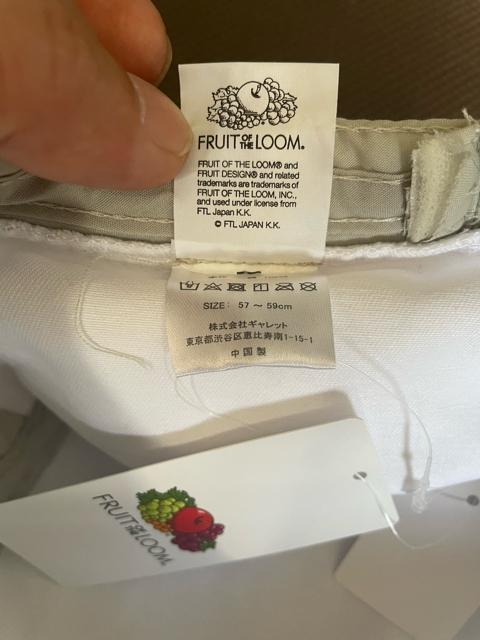 FRUIT OF THE LOOM®
FRUIT OF THE LOOM® and
FRUIT DESIGN® and related
trademarks are trademarks of
FRUIT OF THE LOOM, INC.,
and used under license from
FTL Japan K.K.
© FTL JAPAN K.K.
SIZE: 57 ～ 59cm
株式会社ギャレット
東京都渋谷区恵比寿南1-15-1
中国製
FRUIT OF THE LOOM